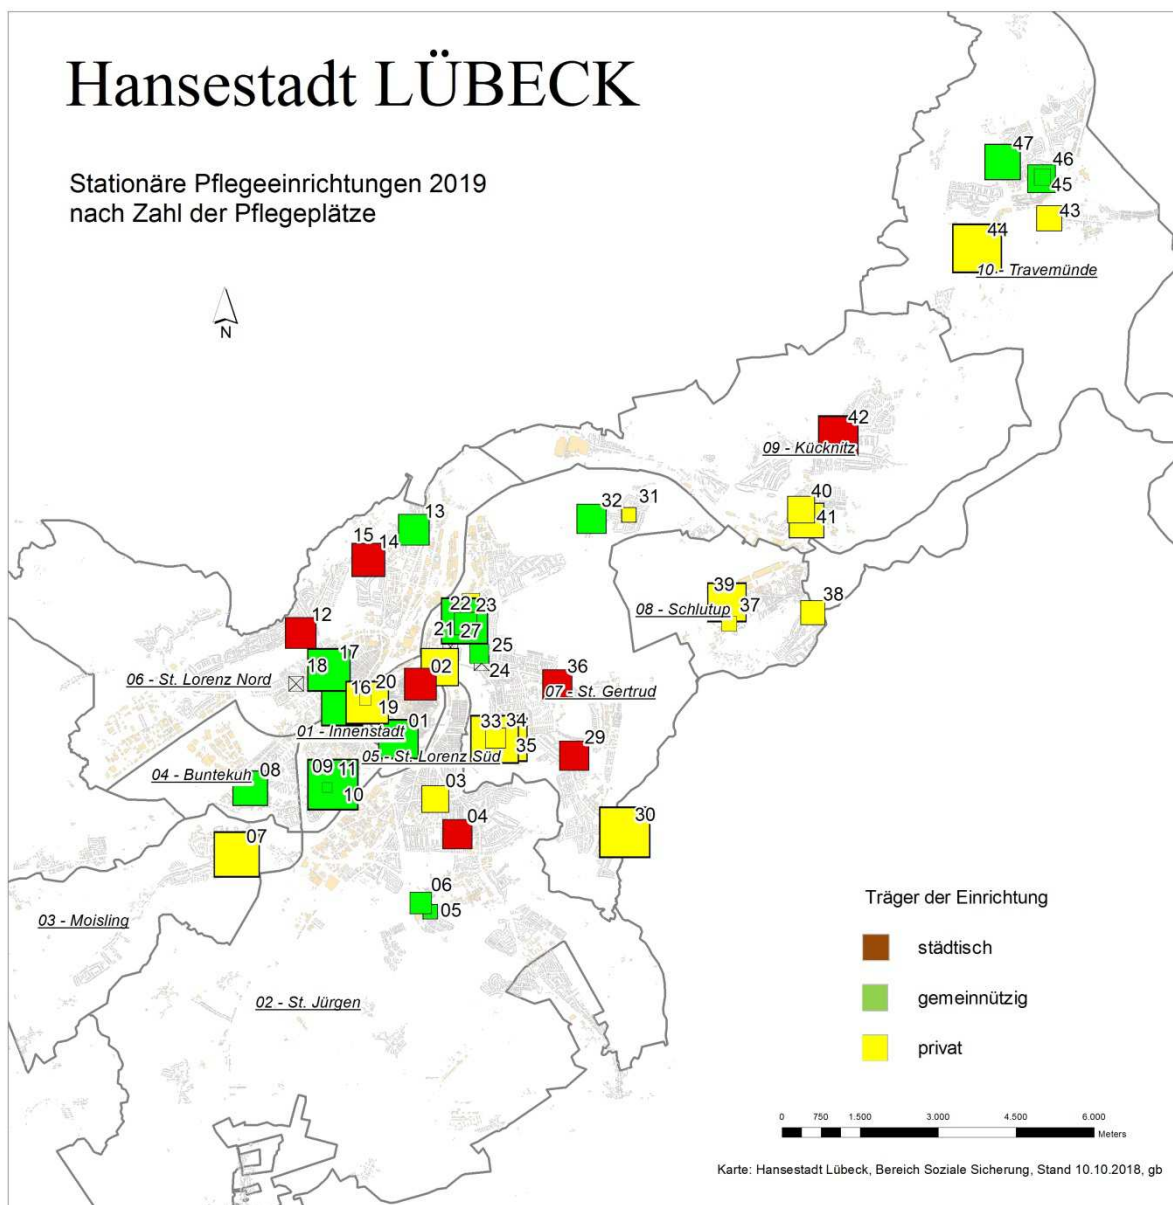 Hansestadt LÜBECK
Stationäre Pflegeeinrichtungen 2019
nach Zahl der Pflegeplätze
N
47
46
45
43
44
10 - Travemünde
42
09 - Kücknitz
40
41
32
31
13
15
14
39
37
38
08 - Schlutup
22
23
21
27
25
24
12
17
18
06 - St. Lorenz Nord
02
36
07 - St. Gertrud
16
20
19
01
01 - Innenstadt
05 - St. Lorenz Süd
33
34
35
29
04 - Buntekuh
08
09
11
10
03
04
30
07
06
05
03 - Moisling
02 - St. Jürgen
Träger der Einrichtung
städtisch
gemeinnützig
privat
0 750 1.500 3.000 4.500 6.000
Meters
Karte: Hansestadt Lübeck, Bereich Soziale Sicherung, Stand 10.10.2018, gb